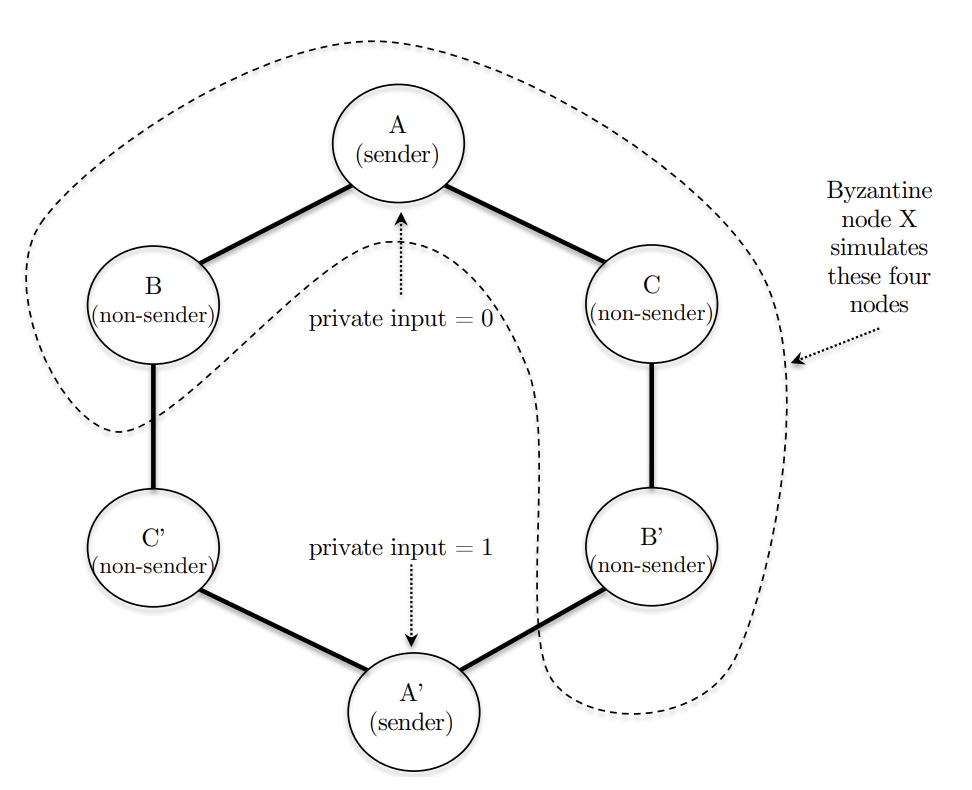 A
(sender)
Byzantine
node X
simulates
these four
nodes
B
(non-sender)
C
(non-sender)
private input = 0
C'
(non-sender)
private input = 1
B'
(non-sender)
A'
(sender)